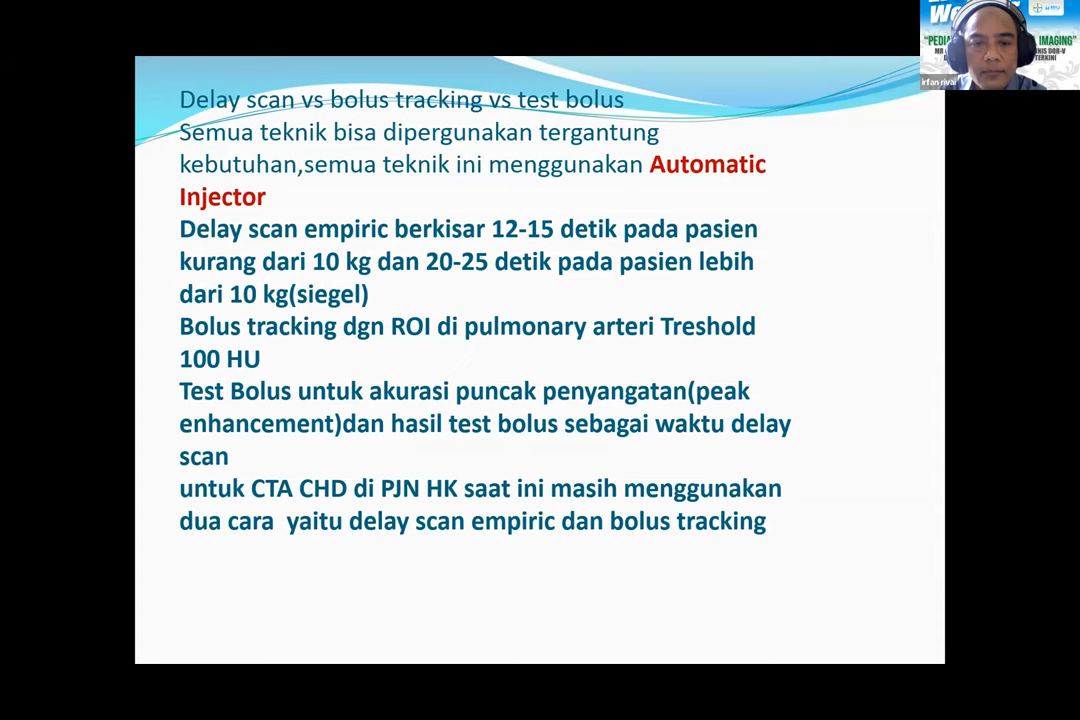 Delay scan vs bolus tracking vs test bolus
Semua teknik bisa dipergunakan tergantung
kebutuhan,semua teknik ini menggunakan Automatic
Injector
Delay scan empiric berkisar 12-15 detik pada pasien
kurang dari 10 kg dan 20-25 detik pada pasien lebih
dari 10 kg(siegel)
Bolus tracking dgn ROI di pulmonary arteri Treshold
100 HU
Test Bolus untuk akurasi puncak penyangatan(peak
enhancement)dan hasil test bolus sebagai waktu delay
scan
untuk CTA CHD di PJN HK saat ini masih menggunakan
dua cara  yaitu delay scan empiric dan bolus tracking
IMAGING"
TERKINI
irfan rivai